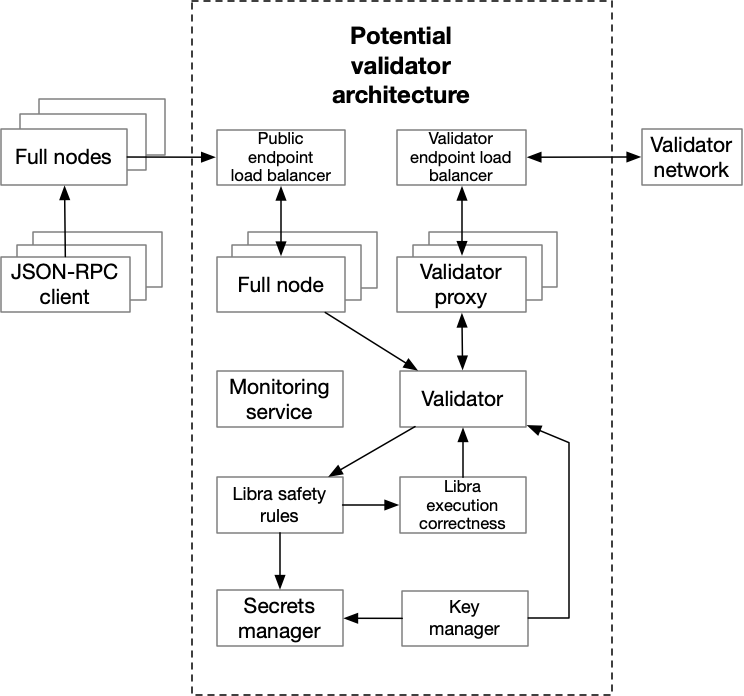 Potential
validator
architecture
Full nodes
Public
endpoint
load balancer
Validator
endpoint load
balancer
Validator
network
JSON-RPC
client
Full node
Validator
proxy
Monitoring
service
Validator
Libra safety
rules
Libra
execution
correctness
Secrets
manager
Key
manager